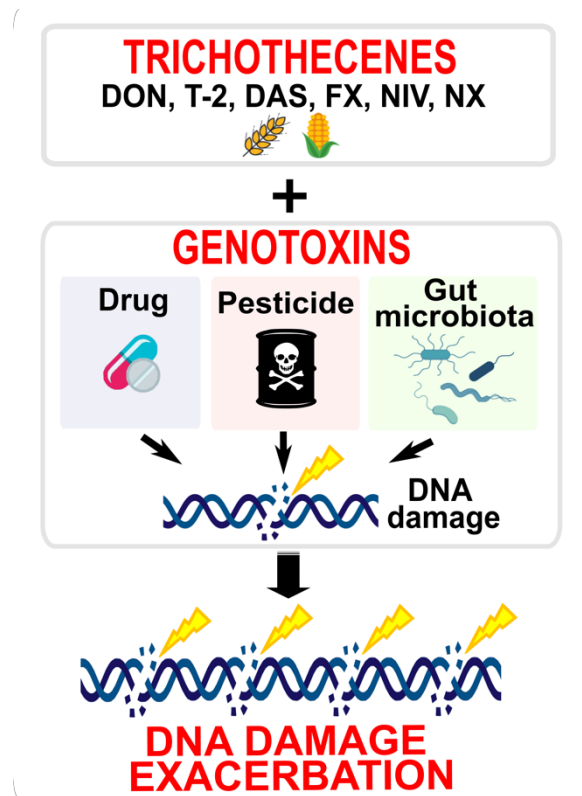 TRICHOTHECENES
DON, T-2, DAS, FX, NIV, NX
+
GENOTOXINS
Drug
Pesticide
Gut
microbiota
DNA
damage
DNA DAMAGE
EXACERBATION